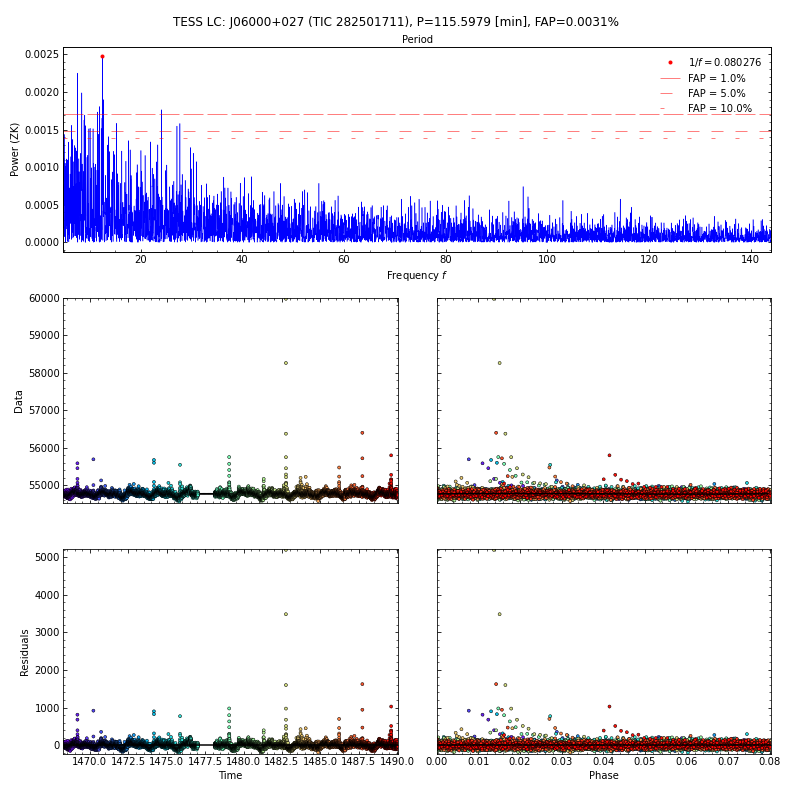 TESS LC: J06000+027 (TIC 282501711), P=115.5979 [min], FAP=0.0031%
Period
Power (ZK)
0.0025
0.0020
0.0015
0.0010
0.0005
0.0000
1/f = 0.080276
FAP = 1.0%
FAP = 5.0%
FAP = 10.0%
20 40 60 80 100 120 140
Frequency f
Data
60000
59000
58000
57000
56000
55000
Residuals
5000
4000
3000
2000
1000
0
1470.0 1472.5 1475.0 1477.5 1480.0 1482.5 1485.0 1487.5 1490.0
Time
0.00 0.01 0.02 0.03 0.04 0.05 0.06 0.07 0.08
Phase